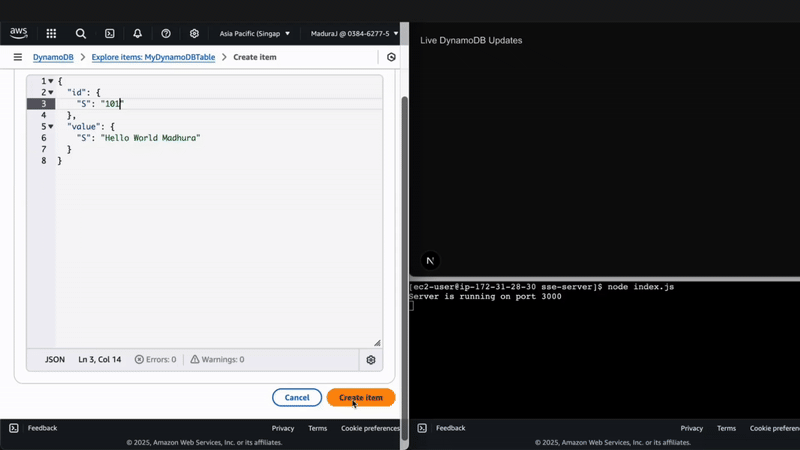 aws
Asia Pacific (Singap
MaduraJ @ 0384-6277-5
DynamoDB
Explore items: MyDynamoDBTable
Create item
1 {
2 "id": {
3 "S": "101"
4 },
5 "value": {
6 "S": "Hello World Madhura"
7 }
8 }
JSON
Ln 3, Col 14
Errors: 0
Warnings: 0
Cancel
Create item
Feedback
Privacy
Terms
Cookie preferences
© 2025, Amazon Web Services, Inc. or its affiliates.
Live DynamoDB Updates
N
[ec2-user@ip-172-31-28-30 sse-server]$ node index.js
Server is running on port 3000
Feedback
Privacy
Terms
Cookie preferen
© 2025, Amazon Web Services, Inc. or its affiliates.